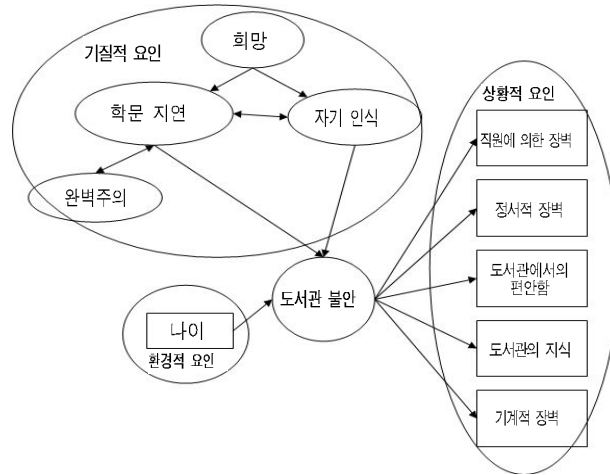 희망
기질적 요인
학문 지연
자기 인식
완벽주의
상황적 요인
직원에 의한 장벽
정서적 장벽
도서관에서의
편안함
도서관의 지식
기계적 장벽
도서관 불안
나이
환경적 요인